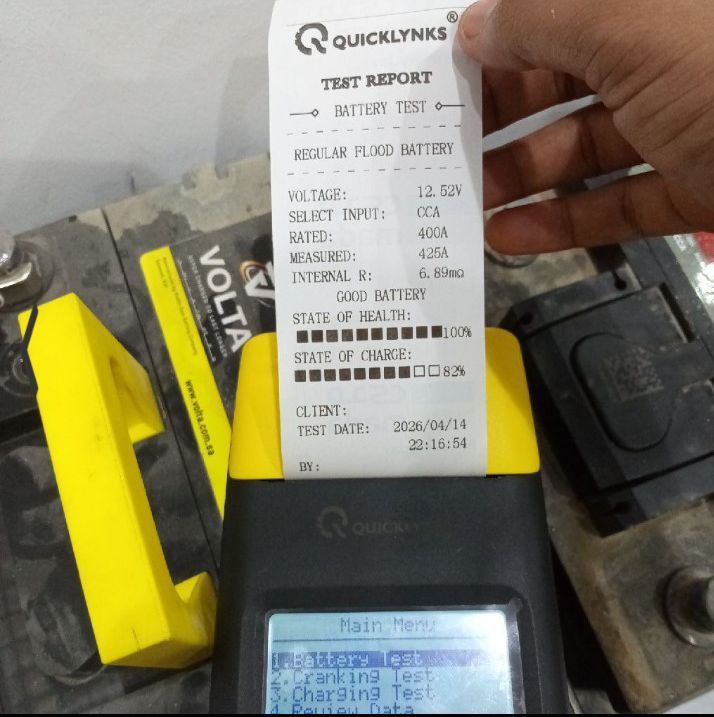 QUICKLYNKS®
TEST REPORT
BATTERY TEST
REGULAR FLOOD BATTERY
VOLTAGE: 12.52V
SELECT INPUT: CCA
RATED: 400A
MEASURED: 425A
INTERNAL R: 6.89mΩ
GOOD BATTERY
STATE OF HEALTH:
100%
STATE OF CHARGE:
82%
CLIENT:
TEST DATE: 2026/04/14
22:16:54
BY:
VOLTA
www.volta.com.sa
Main Menu
1.Battery Test
2.Cranking Test
3.Charging Test
4.Review Data